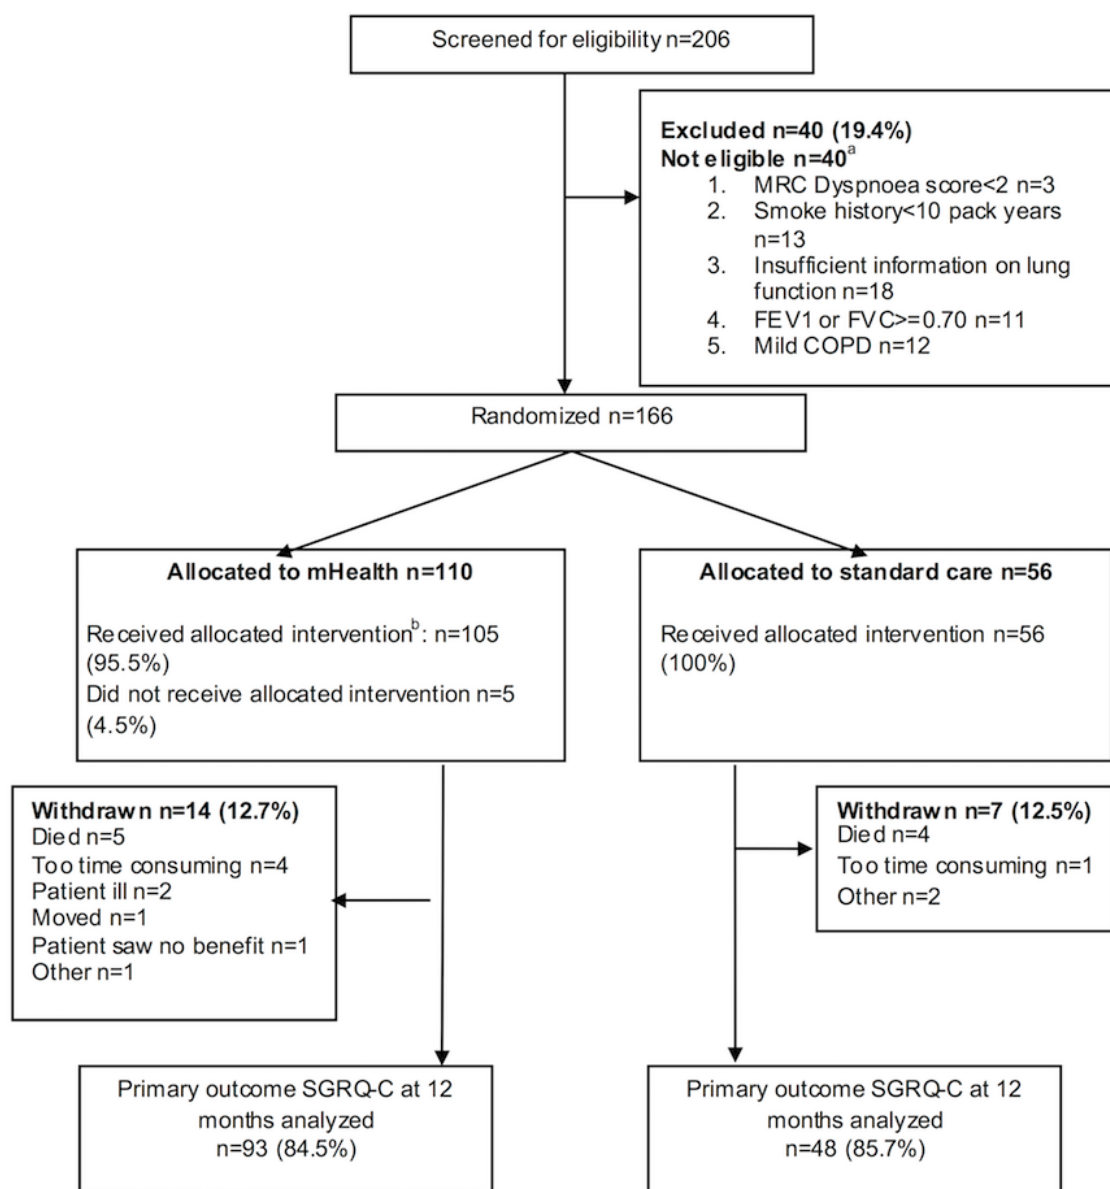 Screened for eligibility n=206
Excluded n=40 (19.4%)
Not eligible n=40a
1. MRC Dyspnoea score<2 n=3
2. Smoke history<10 pack years
n=13
3. Insufficient information on lung
function n=18
4. FEV1 or FVC>=0.70 n=11
5. Mild COPD n=12
Randomized n=166
Allocated to mHealth n=110
Received allocated interventionb: n=105
(95.5%)
Did not receive allocated intervention n=5
(4.5%)
Allocated to standard care n=56
Received allocated intervention n=56
(100%)
Withdrawn n=14 (12.7%)
Died n=5
Too time consuming n=4
Patient ill n=2
Moved n=1
Patient saw no benefit n=1
Other n=1
Withdrawn n=7 (12.5%)
Died n=4
Too time consuming n=1
Other n=2
Primary outcome SGRQ-C at 12
months analyzed
n=93 (84.5%)
Primary outcome SGRQ-C at 12
months analyzed
n=48 (85.7%)